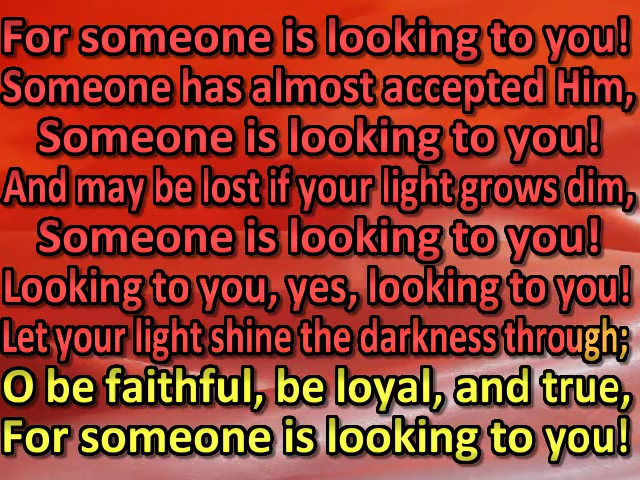 For someone is looking to you!
Someone has almost accepted Him,
Someone is looking to you!
And may be lost if your light grows dim,
Someone is looking to you!
Looking to you, yes, looking to you!
Let your light shine the darkness through;
O be faithful, be loyal, and true,
For someone is looking to you!